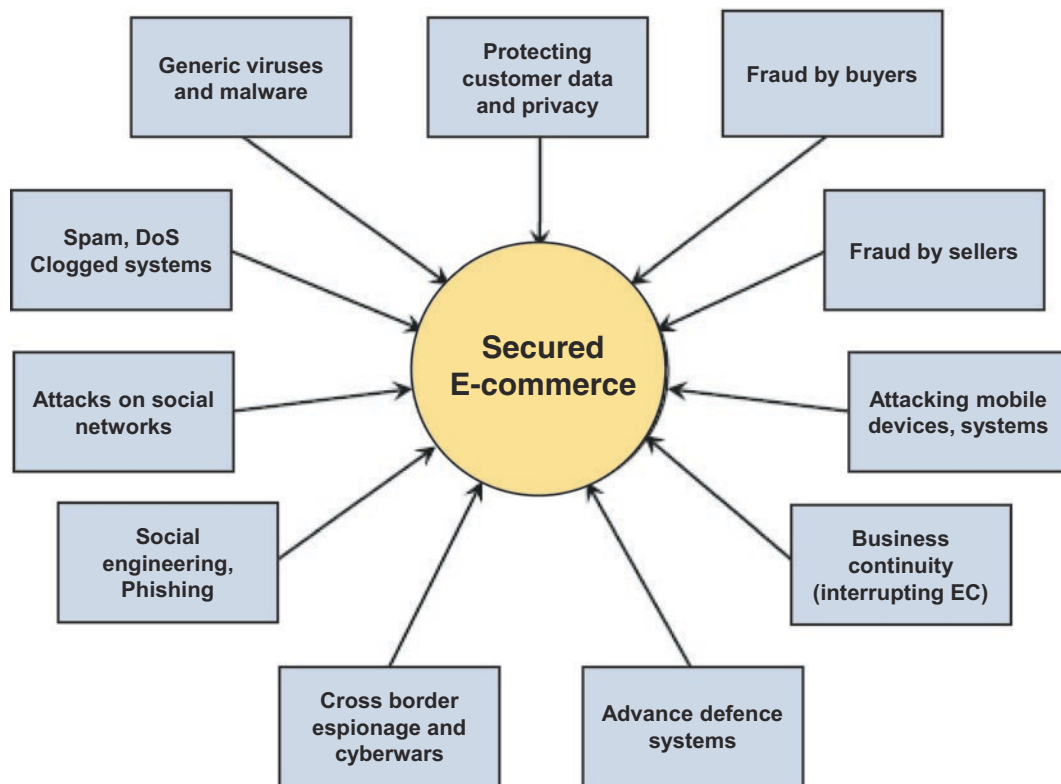 Generic viruses
and malware
Protecting
customer data
and privacy
Fraud by buyers
Spam, DoS
Clogged systems
Fraud by sellers
Secured
E-commerce
Attacks on social
networks
Attacking mobile
devices, systems
Social
engineering,
Phishing
Business
continuity
(interrupting EC)
Cross border
espionage and
cyberwars
Advance defence
systems